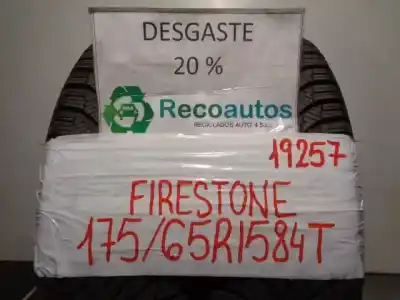 DESGASTE
20 %
Recoautos
RECICLADOS AUTO 4 S.L.
19257
FIRESTONE
175/65R1584T